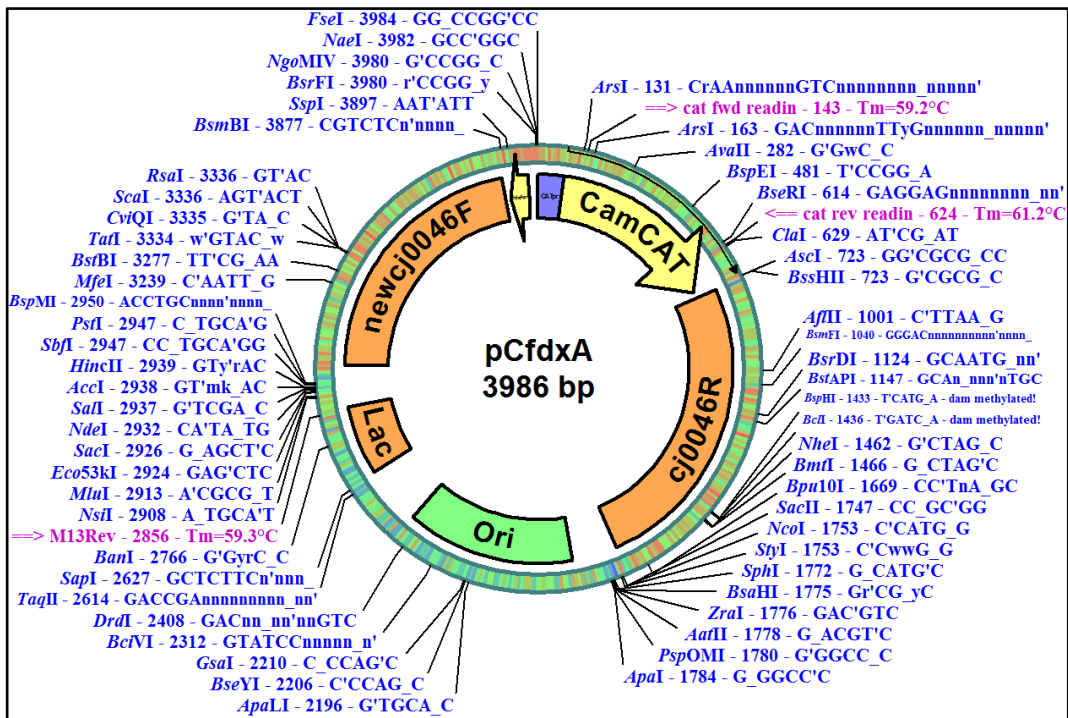 FseI - 3984 - GG_CCGG'CC
NaeI - 3982 - GCC'GGC
NgoMIV - 3980 - G'CCGG_C
BsrFI - 3980 - r'CCGG_y
SspI - 3897 - AAT'ATT
BsmBI - 3877 - CGTCTCn'nnnn_
RsaI - 3336 - GT'AC
ScaI - 3336 - AGT'ACT
CviQI - 3335 - G'TA_C
TatI - 3334 - w'GTAC_w
BstBI - 3277 - TT'CG_AA
MfeI - 3239 - C'AATT_G
BspMI - 2950 - ACCTGCnnnn'nnnn_
PstI - 2947 - C_TGCA'G
SbfI - 2947 - CC_TGCA'GG
HincII - 2939 - GTy'rAC
AccI - 2938 - GT'mk_AC
SalI - 2937 - G'TCGA_C
NdeI - 2932 - CA'TA_TG
SacI - 2926 - G_AGCT'C
Eco53kI - 2924 - GAG'CTC
MluI - 2913 - A'CGCG_T
NsiI - 2908 - A_TGCA'T
==> M13Rev - 2856 - Tm=59.3°C
BanI - 2766 - G'GyrC_C
SapI - 2627 - GCTCTTCn'nnn_
TaqII - 2614 - GACCGAnnnnnnnnn_nn'
DrdI - 2408 - GACnn_nn'nnGTC
BciVI - 2312 - GTATCCnnnnn_n'
GsaI - 2210 - C_CCAG'C
BseYI - 2206 - C'CCAG_C
ApaLI - 2196 - G'TGCA_C
ArsI - 131 - CrAAnnnnnnGTCnnnnnnnn_nnnnn'
==> cat fwd readin - 143 - Tm=59.2°C
ArsI - 163 - GACnnnnnnTTyGnnnnnn_nnnnn'
AvaII - 282 - G'GwC_C
BspEI - 481 - T'CCGG_A
BseRI - 614 - GAGGAGnnnnnnnn_nn'
<== cat rev readin - 624 - Tm=61.2°C
ClaI - 629 - AT'CG_AT
AscI - 723 - GG'CGCG_CC
BssHII - 723 - G'CGCG_C
AflII - 1001 - C'TTAA_G
BsmFI - 1040 - GGGACnnnnnnnnnn'nnnn_
BsrDI - 1124 - GCAATG_nn'
BstAPI - 1147 - GCAn_nnn'nTGC
BspHI - 1433 - T'CATG_A - dam methylated!
BclI - 1436 - T'GATC_A - dam methylated!
NheI - 1462 - G'CTAG_C
BmtI - 1466 - G_CTAG'C
Bpu10I - 1669 - CC'TnA_GC
SacII - 1747 - CC_GC'GG
NcoI - 1753 - C'CATG_G
StyI - 1753 - C'CwwG_G
SphI - 1772 - G_CATG'C
BsaHI - 1775 - Gr'CG_yC
ZraI - 1776 - GAC'GTC
AatII - 1778 - G_ACGT'C
PspOMI - 1780 - G'GGCC_C
ApaI - 1784 - G_GGCC'C
CATpr
CamCAT
newcj0046F
cj0046R
Lac
Ori
pCfdxA
3986 bp